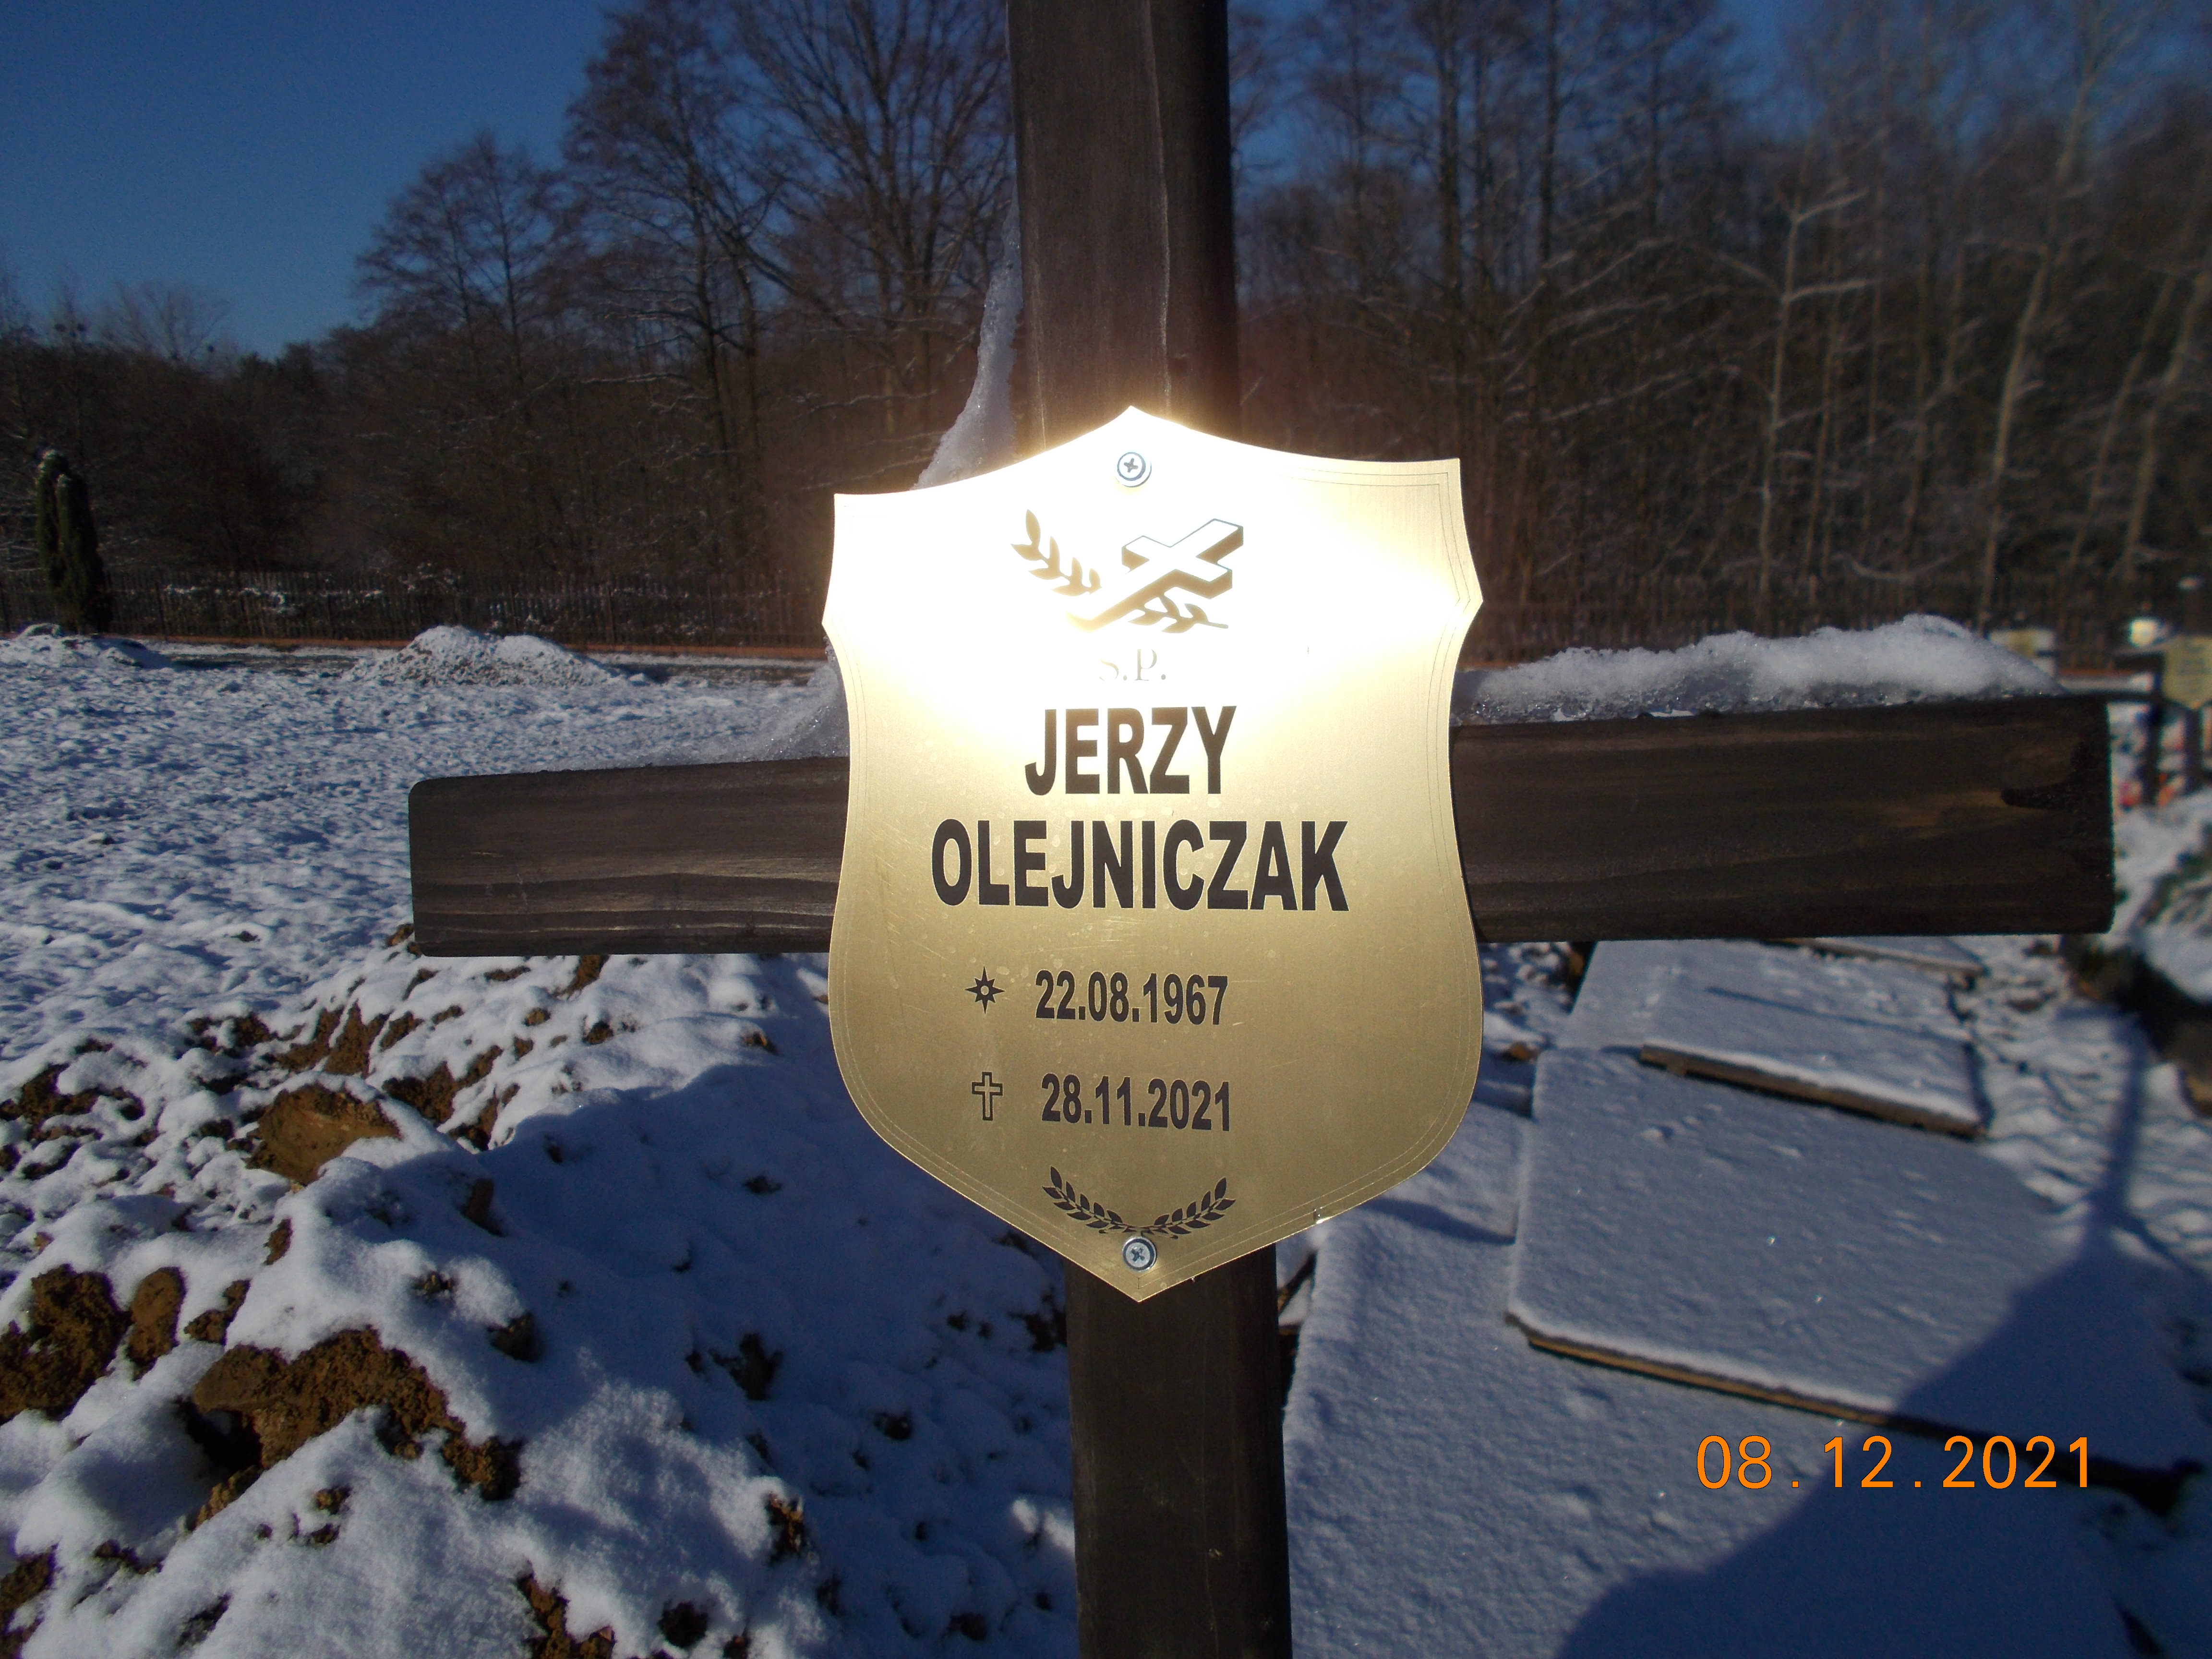 Ś.P.
JERZY
OLEJNICZAK
22.08.1967
28.11.2021
08.12.2021